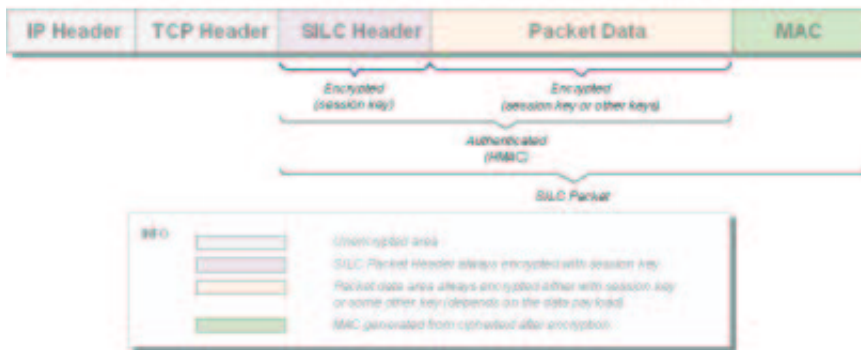 IP Header TCP Header SILC Header Packet Data MAC
Encrypted
(session key)
Encrypted
(session key or other keys)
Authenticated
(HMAC)
SILC Packet
INFO:
Unencrypted area
SILC Packet Header always encrypted with session key
Packet data area always encrypted either with session key
or some other key (depends on the data payload)
MAC generated from ciphertext after encryption